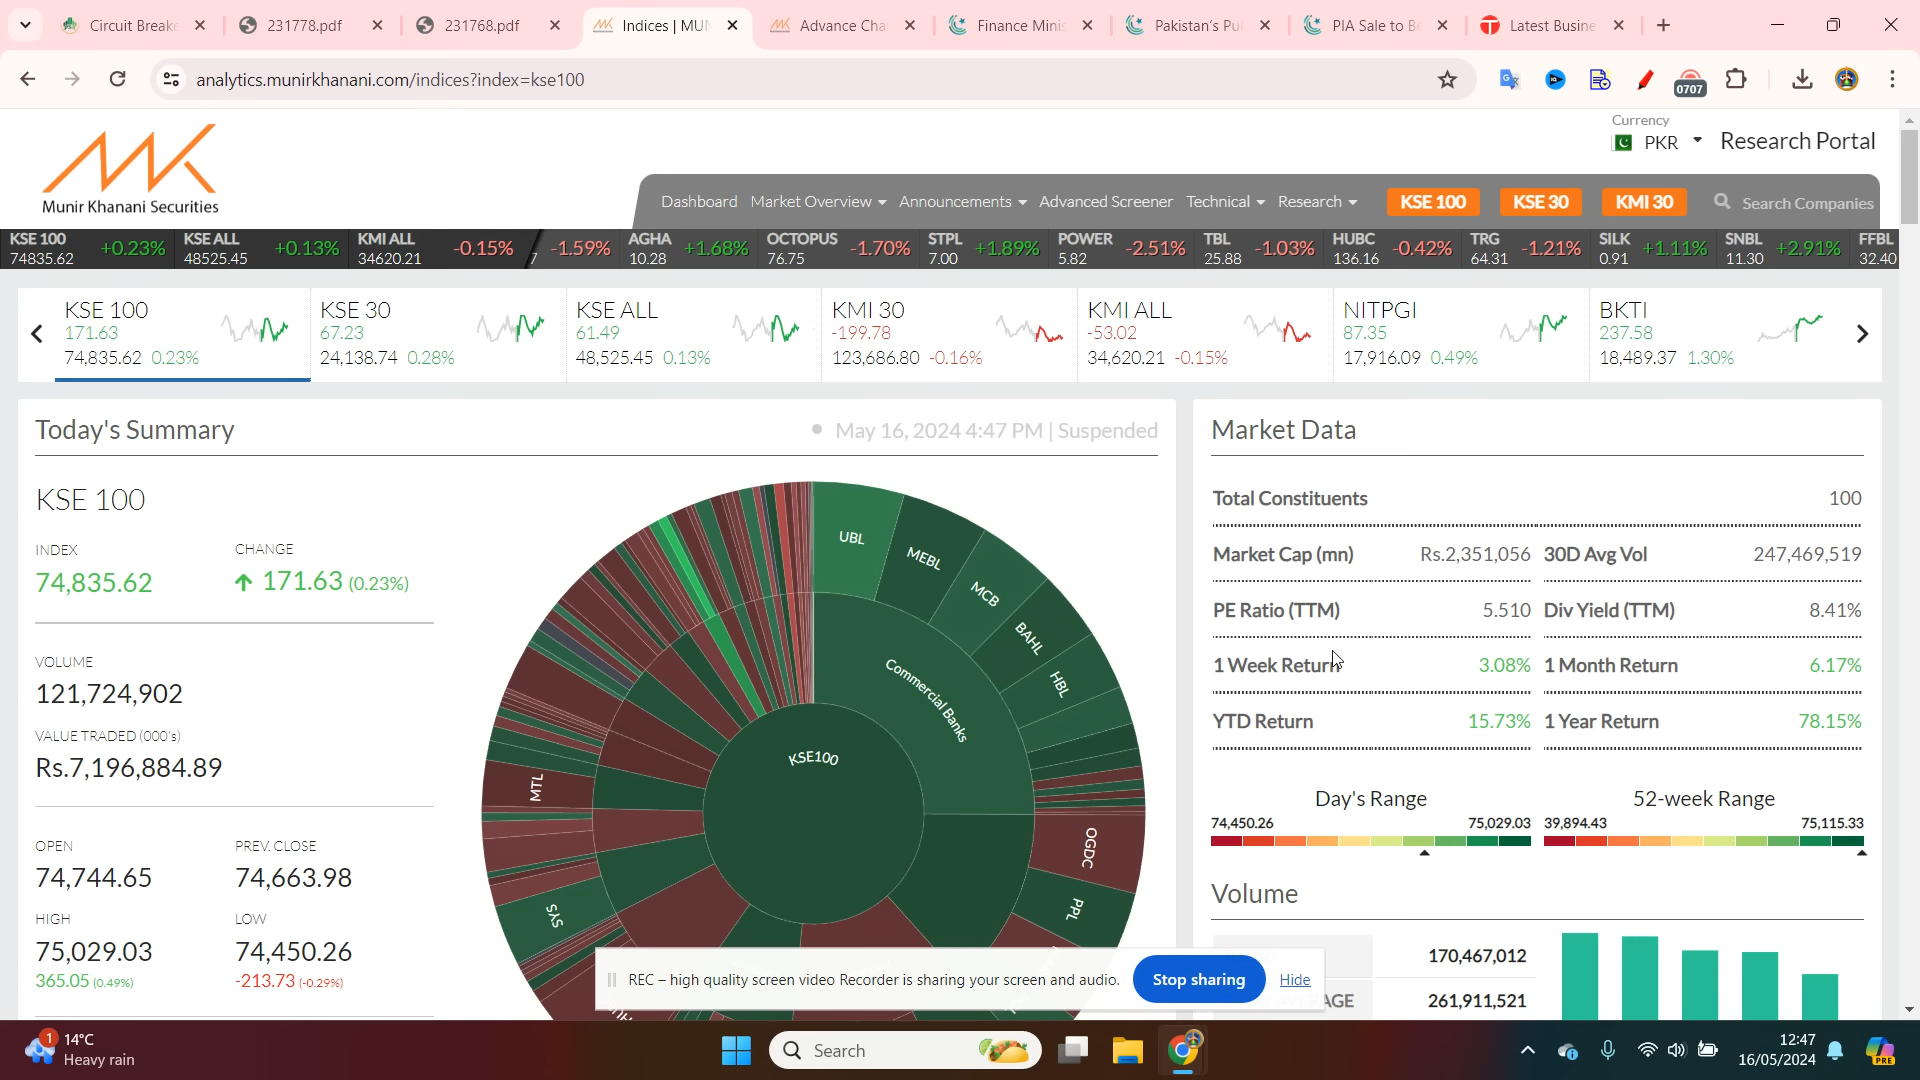 Circuit Breake
231778.pdf
231768.pdf
Indices | MUN
Advance Cha
Finance Minis
Pakistan's Pu
PIA Sale to Be
Latest Busine
analytics.munirkhanani.com/indices?index=kse100
0707
Munir Khanani Securities
Currency
PKR
Research Portal
Dashboard Market Overview Announcements Advanced Screener Technical Research KSE 100 KSE 30 KMI 30 Search Companies
KSE 100 74835.62 +0.23%
KSE ALL 48525.45 +0.13%
KMI ALL 34620.21 -0.15%
7 -1.59%
AGHA 10.28 +1.68%
OCTOPUS 76.75 -1.70%
STPL 7.00 +1.89%
POWER 5.82 -2.51%
TBL 25.88 -1.03%
HUBC 136.16 -0.42%
TRG 64.31 -1.21%
SILK 0.91 +1.11%
SNBL 11.30 +2.91%
FFBL 32.40
KSE 100
171.63
74,835.62 0.23%
KSE 30
67.23
24,138.74 0.28%
KSE ALL
61.49
48,525.45 0.13%
KMI 30
-199.78
123,686.80 -0.16%
KMI ALL
-53.02
34,620.21 -0.15%
NITPGI
87.35
17,916.09 0.49%
BKTI
237.58
18,489.37 1.30%
Today's Summary
May 16, 2024 4:47 PM | Suspended
KSE 100
INDEX
74,835.62
CHANGE
171.63 (0.23%)
VOLUME
121,724,902
VALUE TRADED (000's)
Rs.7,196,884.89
OPEN
74,744.65
PREV. CLOSE
74,663.98
HIGH
75,029.03
365.05 (0.49%)
LOW
74,450.26
-213.73 (-0.29%)
UBL
MEBL
MCB
BAHL
HBL
Commercial Banks
KSE100
OGDC
PPL
MTL
SYS
Market Data
Total Constituents 100
Market Cap (mn) Rs.2,351,056 30D Avg Vol 247,469,519
PE Ratio (TTM) 5.510 Div Yield (TTM) 8.41%
1 Week Return 3.08% 1 Month Return 6.17%
YTD Return 15.73% 1 Year Return 78.15%
Day's Range
74,450.26 75,029.03
52-week Range
39,894.43 75,115.33
Volume
170,467,012
AGE 261,911,521
REC – high quality screen video Recorder is sharing your screen and audio. Stop sharing Hide
1
14°C
Heavy rain
Search
12:47
16/05/2024
PRE